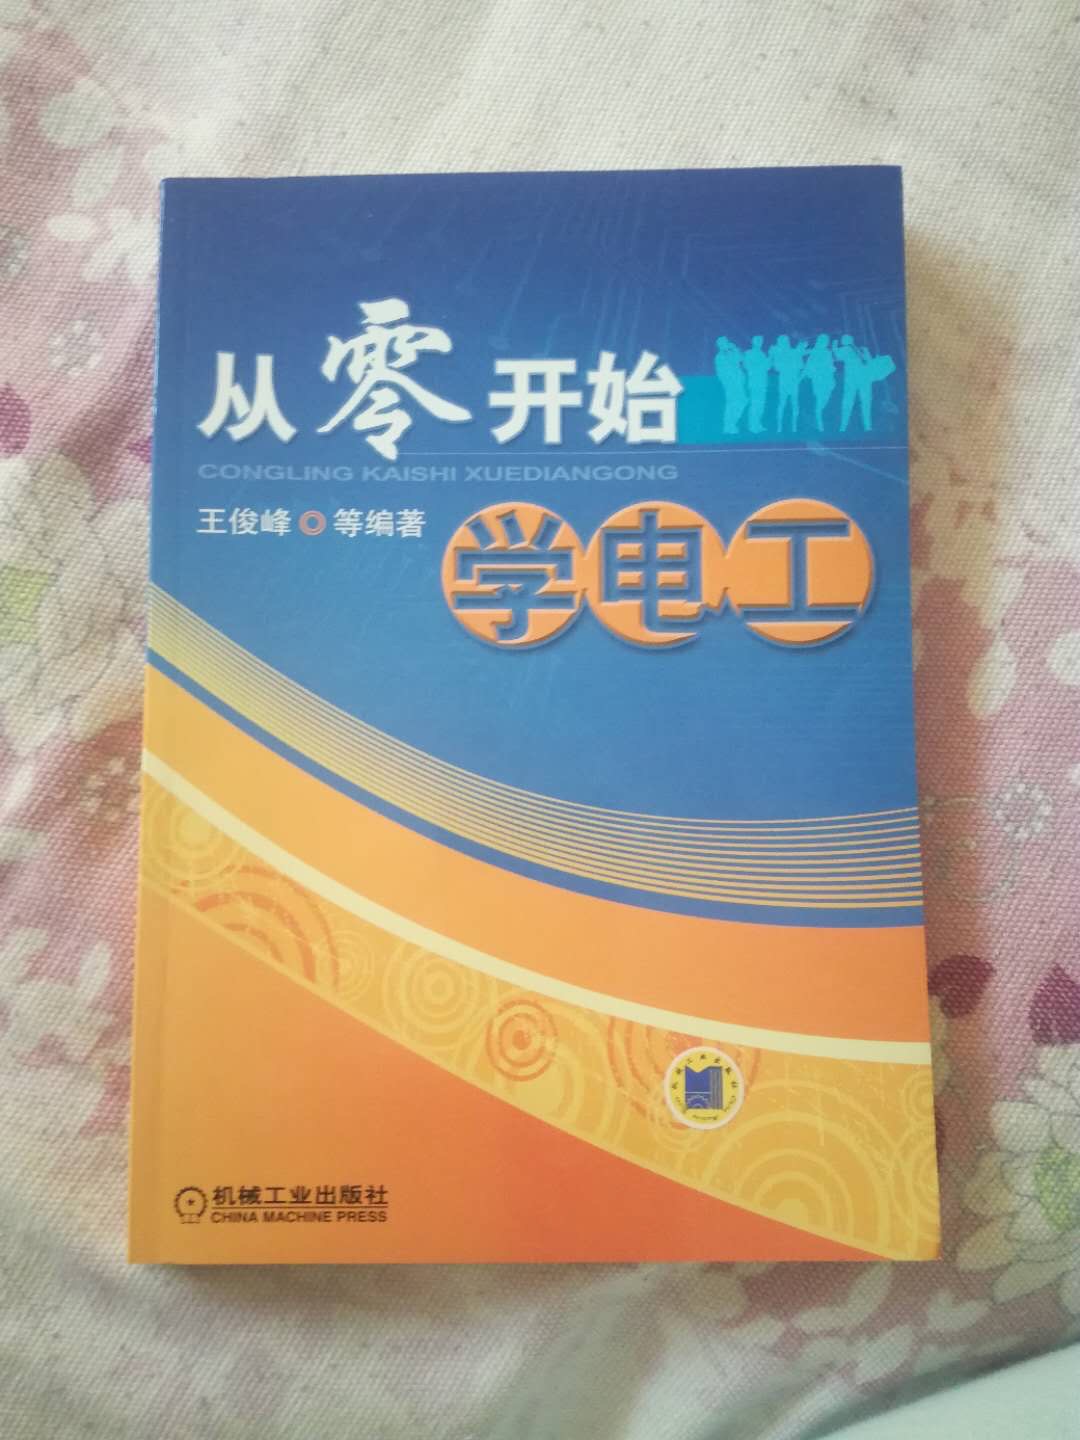 从零开始
CONGLING KAISHI XUEDIANGONG
王俊峰 等编著
学电工
机械工业出版社
CHINA MACHINE PRESS